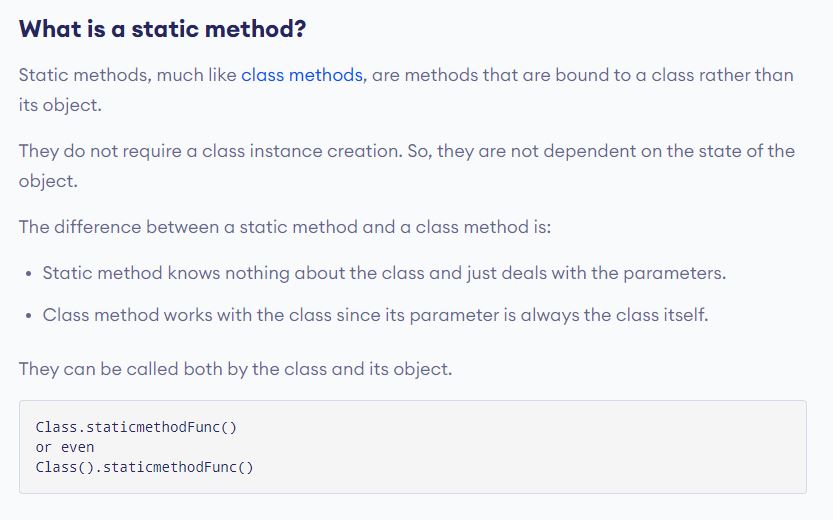 What is a static method?
Static methods, much like class methods, are methods that are bound to a class rather than
its object.
They do not require a class instance creation. So, they are not dependent on the state of the
object.
The difference between a static method and a class method is:
• Static method knows nothing about the class and just deals with the parameters.
• Class method works with the class since its parameter is always the class itself.
They can be called both by the class and its object.
Class.staticmethodFunc()
or even
Class().staticmethodFunc()